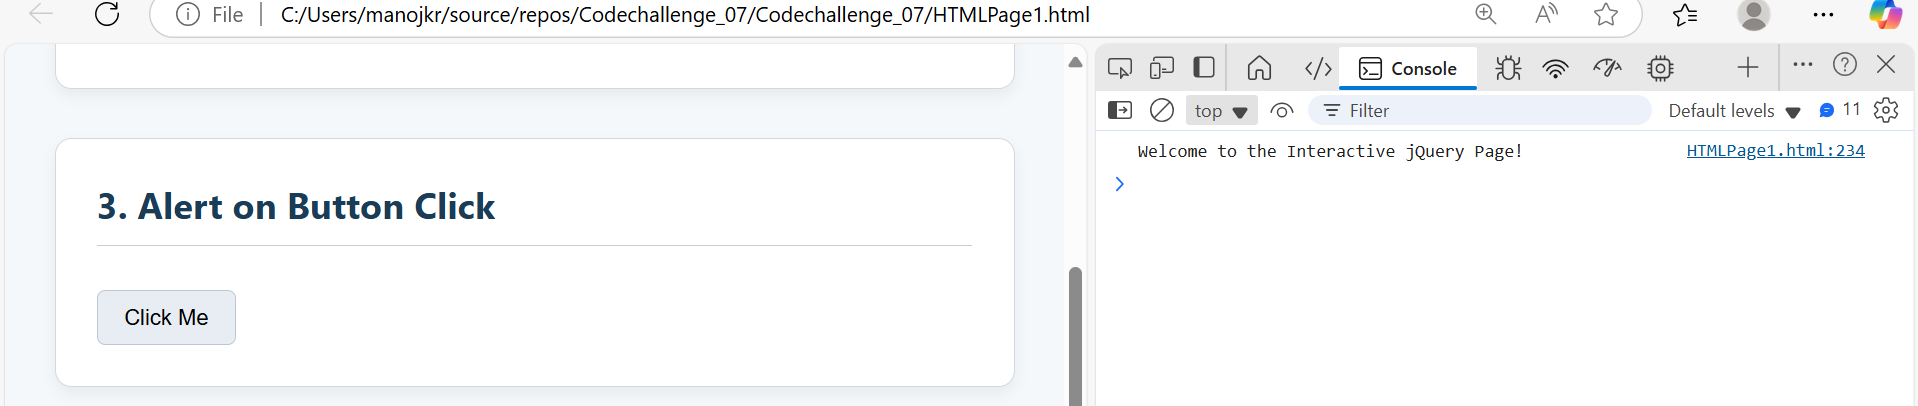 File
C:/Users/manojkr/source/repos/Codechallenge_07/Codechallenge_07/HTMLPage1.html
3. Alert on Button Click
Click Me
Console
top
Filter
Default levels
11
Welcome to the Interactive jQuery Page!
HTMLPage1.html:234